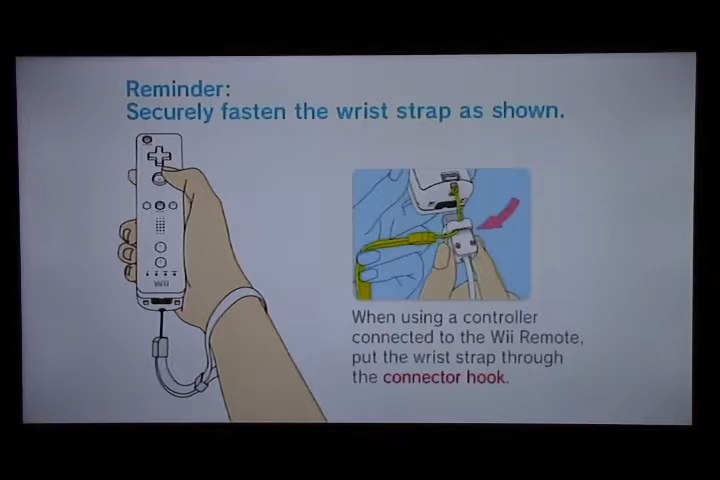 Reminder:
Securely fasten the wrist strap as shown.
Wii
When using a controller
connected to the Wii Remote,
put the wrist strap through
the connector hook.